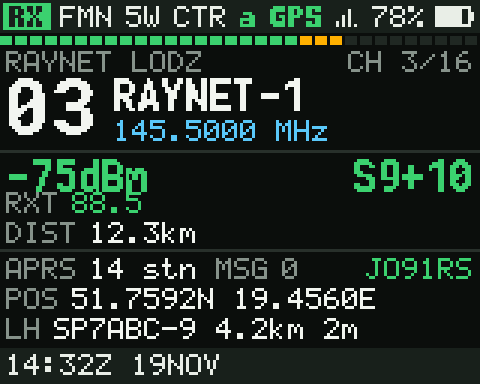 RX FMN 5W CTR a GPS 78%
RAYNET LODZ CH 3/16
03 RAYNET-1
145.5000 MHz
-75dBm S9+10
RXT 88.5
DIST 12.3km
APRS 14 stn MSG 0 JO91RS
POS 51.7592N 19.4560E
LH SP7ABC-9 4.2km 2m
14:32Z 19NOV